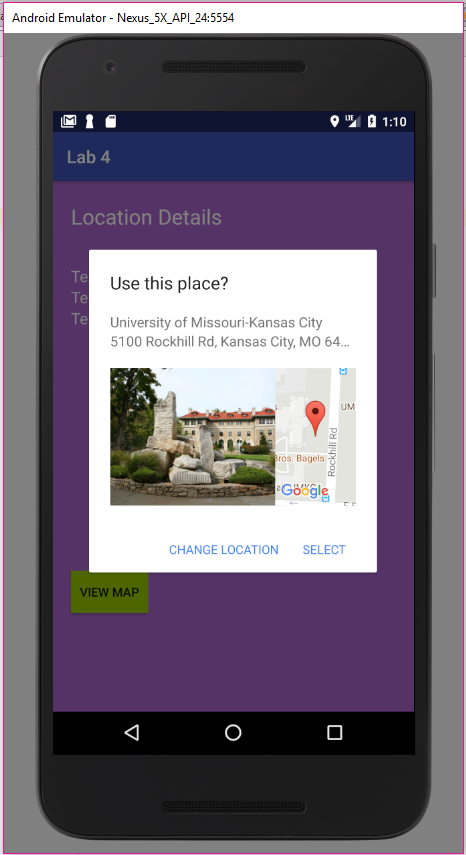 Android Emulator - Nexus_5X_API_24:5554
LTE
1:10
Lab 4
Location Details
Te
Te
Te
Use this place?
University of Missouri-Kansas City
5100 Rockhill Rd, Kansas City, MO 64…
UM
Rockhill Rd
Bros. Bagels
Google
CHANGE LOCATION
SELECT
VIEW MAP